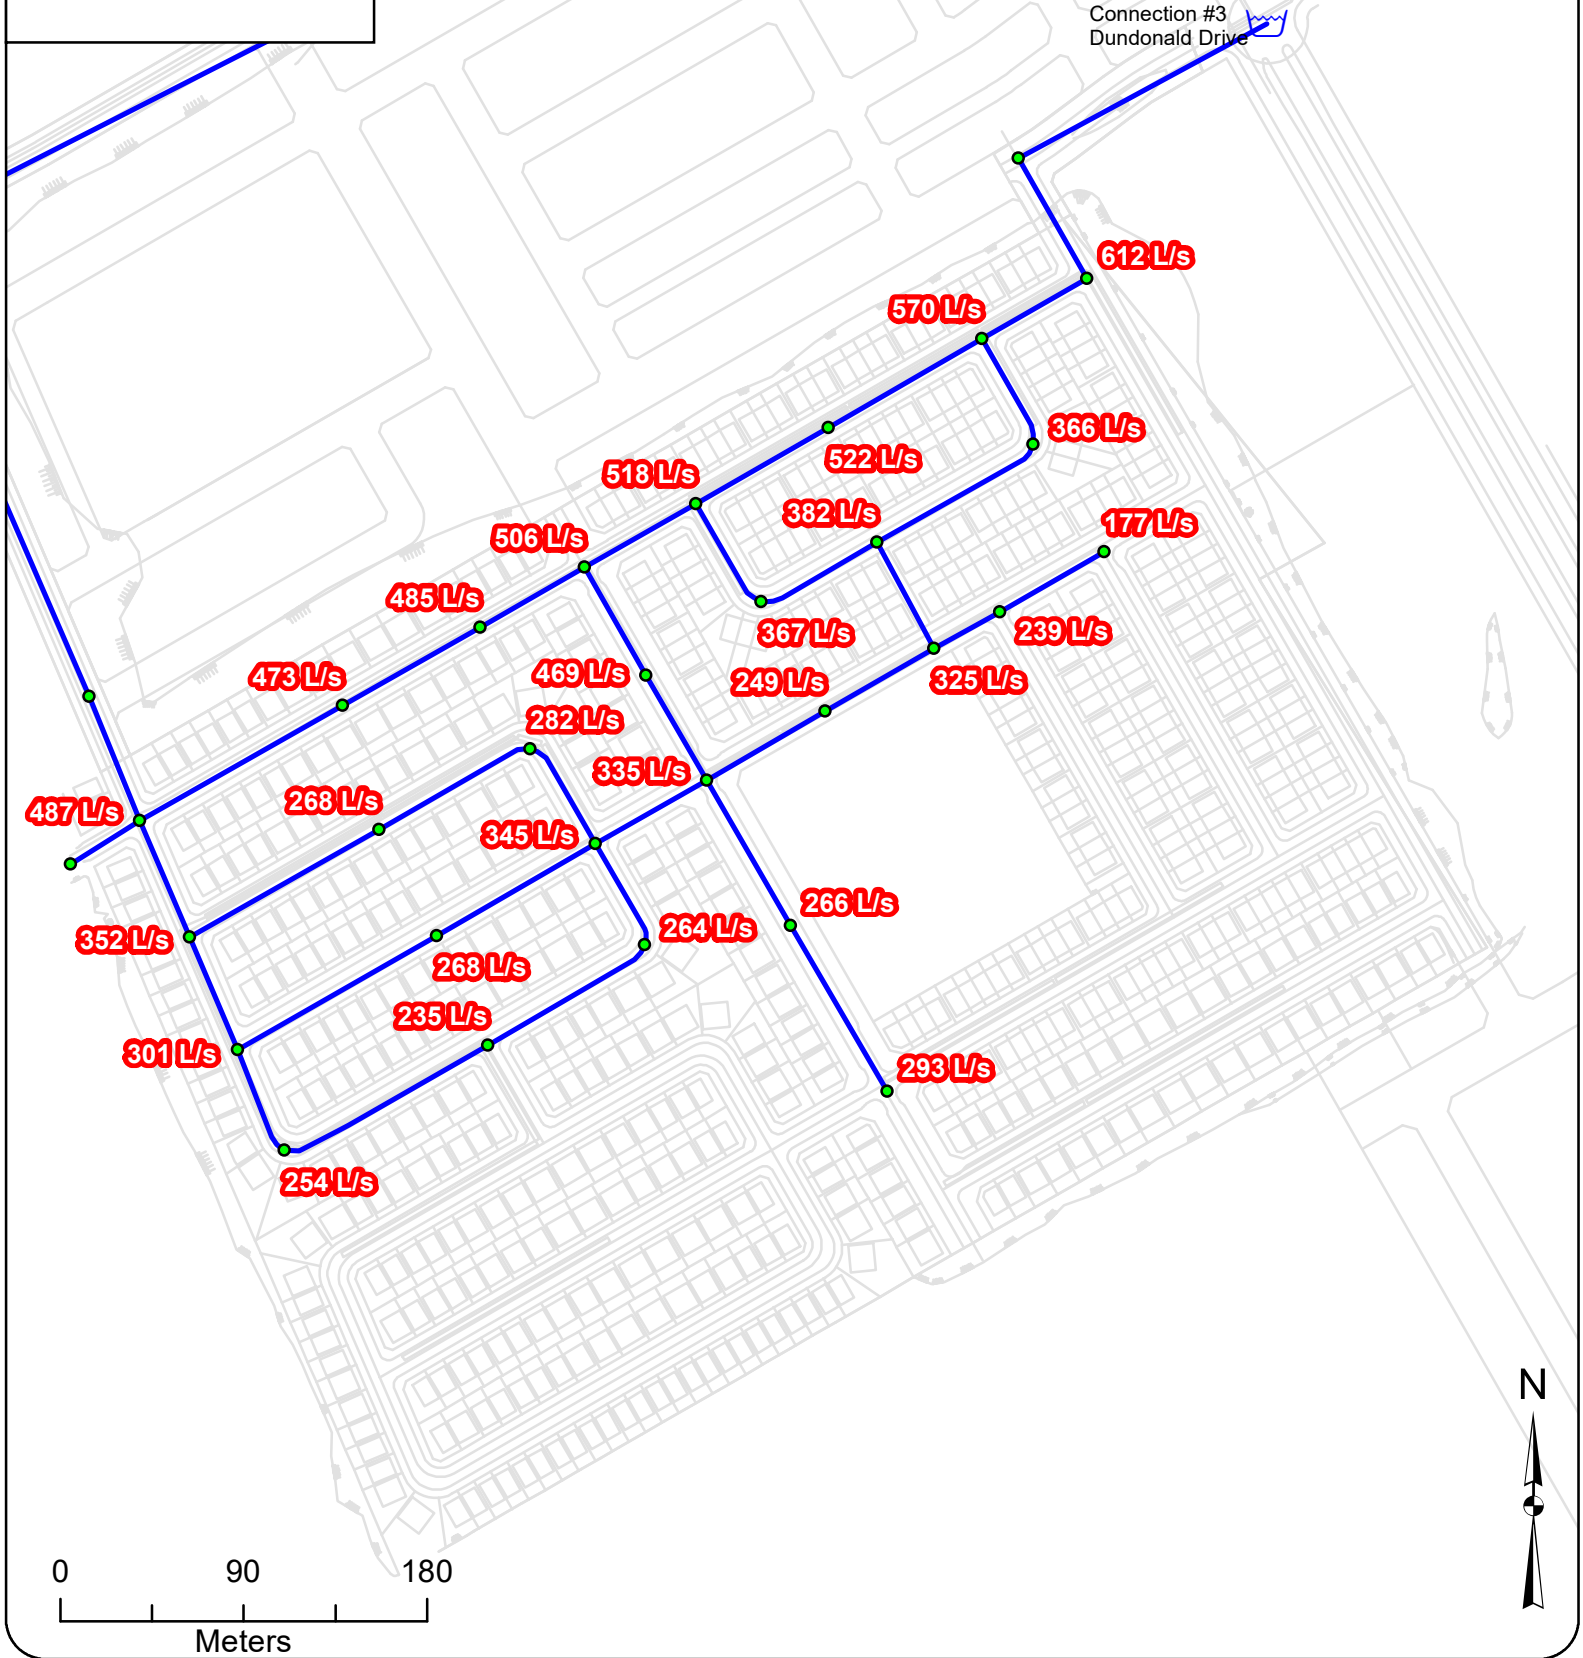 Connection #3
Dundonald Drive
612 L/s
570 L/s
366 L/s
522 L/s
518 L/s
382 L/s
177 L/s
506 L/s
485 L/s
367 L/s
239 L/s
473 L/s
469 L/s
249 L/s
325 L/s
282 L/s
335 L/s
487 L/s
268 L/s
345 L/s
266 L/s
264 L/s
352 L/s
268 L/s
235 L/s
301 L/s
293 L/s
254 L/s
N
0 90 180
Meters